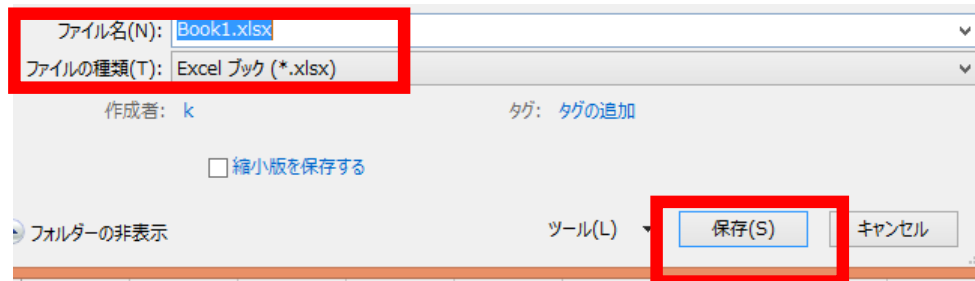 ファイル名(N): Book1.xlsx
ファイルの種類(T): Excel ブック (*.xlsx)
作成者: k タグ: タグの追加
縮小版を保存する
フォルダーの非表示 ツール(L) 保存(S) キャンセル